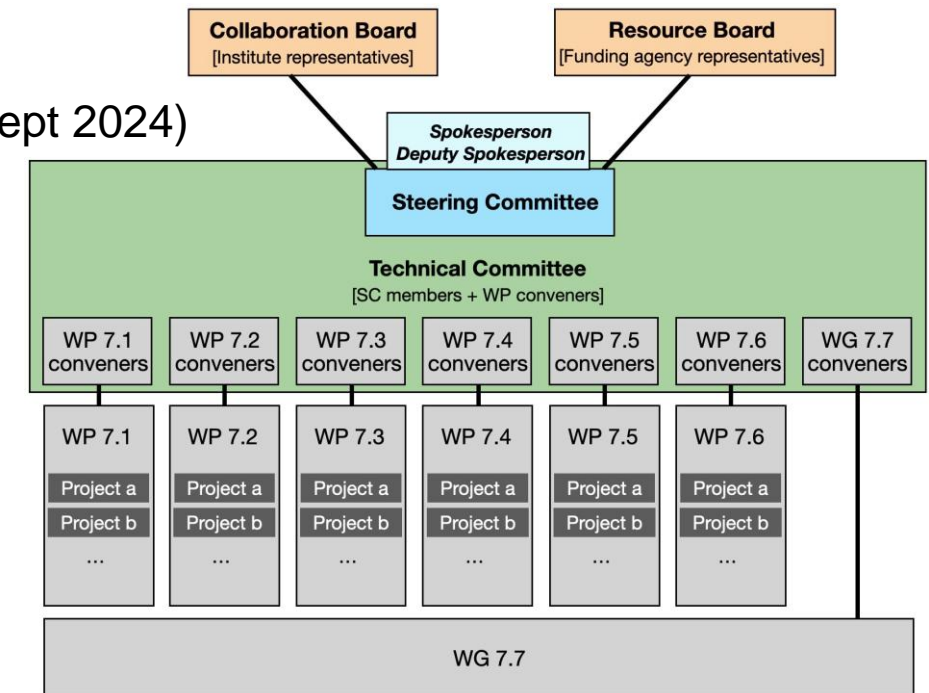 Collaboration Board
[Institute representatives]
Resource Board
[Funding agency representatives]
ept 2024)
Spokesperson
Deputy Spokesperson
Steering Committee
Technical Committee
[SC members + WP conveners]
WP 7.1
conveners
WP 7.2
conveners
WP 7.3
conveners
WP 7.4
conveners
WP 7.5
conveners
WP 7.6
conveners
WG 7.7
conveners
WP 7.1
Project a
Project b
...
WP 7.2
Project a
Project b
...
WP 7.3
Project a
Project b
...
WP 7.4
Project a
Project b
...
WP 7.5
Project a
Project b
...
WP 7.6
Project a
Project b
...
WG 7.7